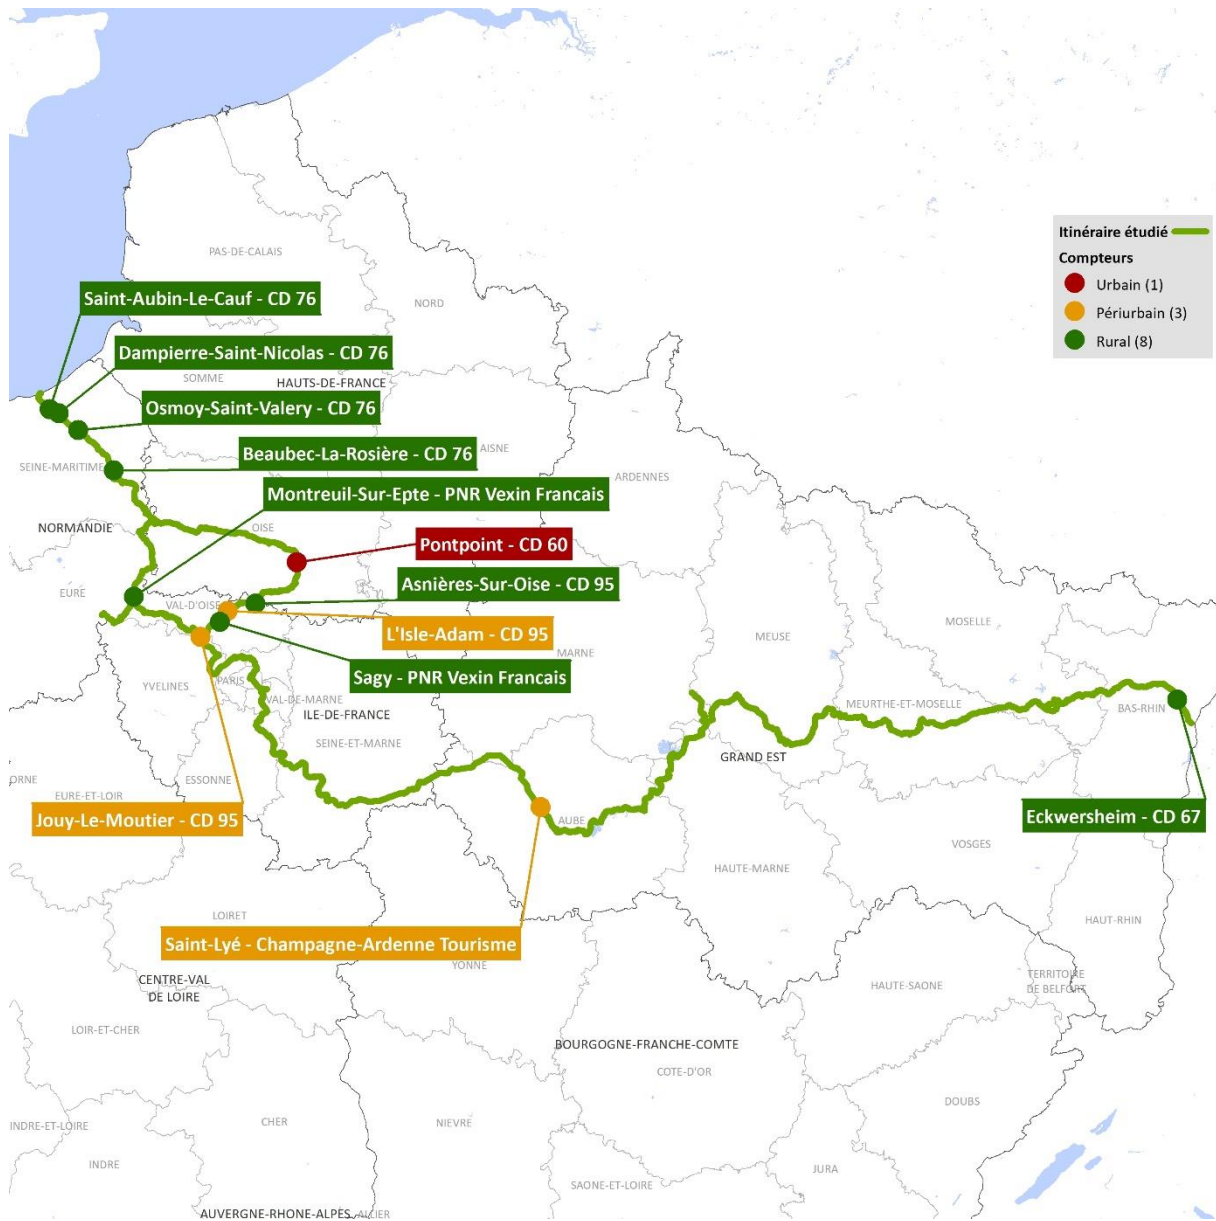 PAS-DE-CALAIS
NORD
Itinéraire étudié
Compteurs
Urbain (1)
Périurbain (3)
Rural (8)
Saint-Aubin-Le-Cauf - CD 76
Dampierre-Saint-Nicolas - CD 76
SOMME
HAUTS-DE-FRANCE
Osmoy-Saint-Valery - CD 76
AISNE
Beaubec-La-Rosière - CD 76
SEINE-MARITIME
ARDENNES
Montreuil-Sur-Epte - PNR Vexin Francais
NORMANDIE
OISE
Pontpoint - CD 60
Asnières-Sur-Oise - CD 95
EURE
VAL-D'OISE
L'Isle-Adam - CD 95
MEUSE
MOSELLE
MARNE
Sagy - PNR Vexin Francais
YVELINES
PARIS
VAL-DE-MARNE
ILE-DE-FRANCE
MEURTHE-ET-MOSELLE
BAS-RHIN
SEINE-ET-MARNE
GRAND EST
ORNE
ESSONNE
EURE-ET-LOIR
Jouy-Le-Moutier - CD 95
AUBE
Eckwersheim - CD 67
VOSGES
HAUTE-MARNE
LOIRET
HAUT-RHIN
Saint-Lyé - Champagne-Ardenne Tourisme
YONNE
CENTRE-VAL
DE LOIRE
TERRITOIRE
DE BELFORT
HAUTE-SAONE
LOIR-ET-CHER
BOURGOGNE-FRANCHE-COMTE
COTE-D'OR
DOUBS
INDRE-ET-LOIRE
CHER
NIEVRE
INDRE
JURA
SAONE-ET-LOIRE
AUVERGNE-RHONE-ALPES
ALLIER